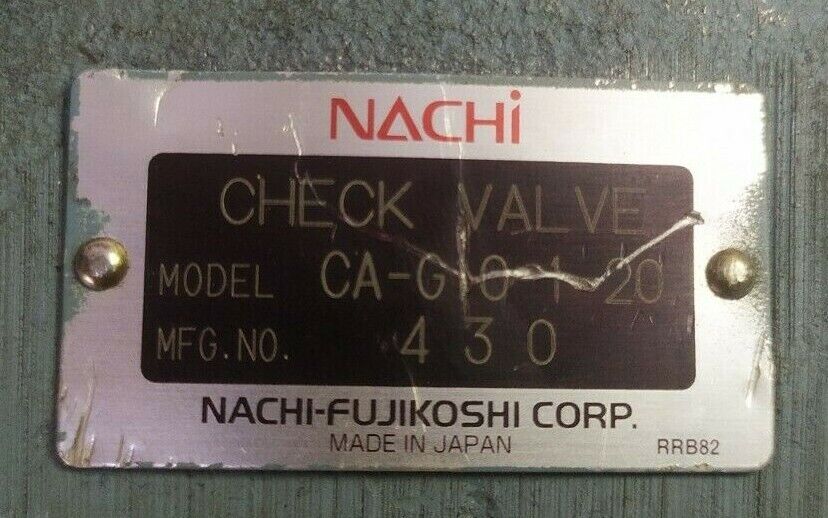 NACHi
CHECK VALVE
MODEL CA-G10-1-20
MFG.NO. 430
NACHI-FUJIKOSHI CORP.
MADE IN JAPAN
RRB82